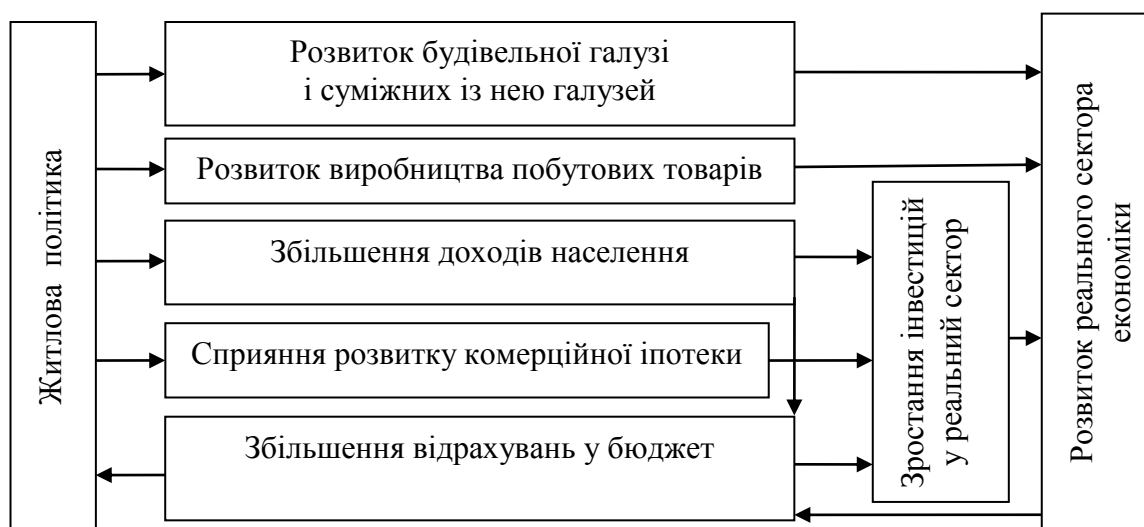 Житлова політика
Розвиток будівельної галузі
і суміжних із нею галузей
Розвиток виробництва побутових товарів
Збільшення доходів населення
Сприяння розвитку комерційної іпотеки
Збільшення відрахувань у бюджет
Зростання інвестицій
у реальний сектор
Розвиток реального сектора
економіки